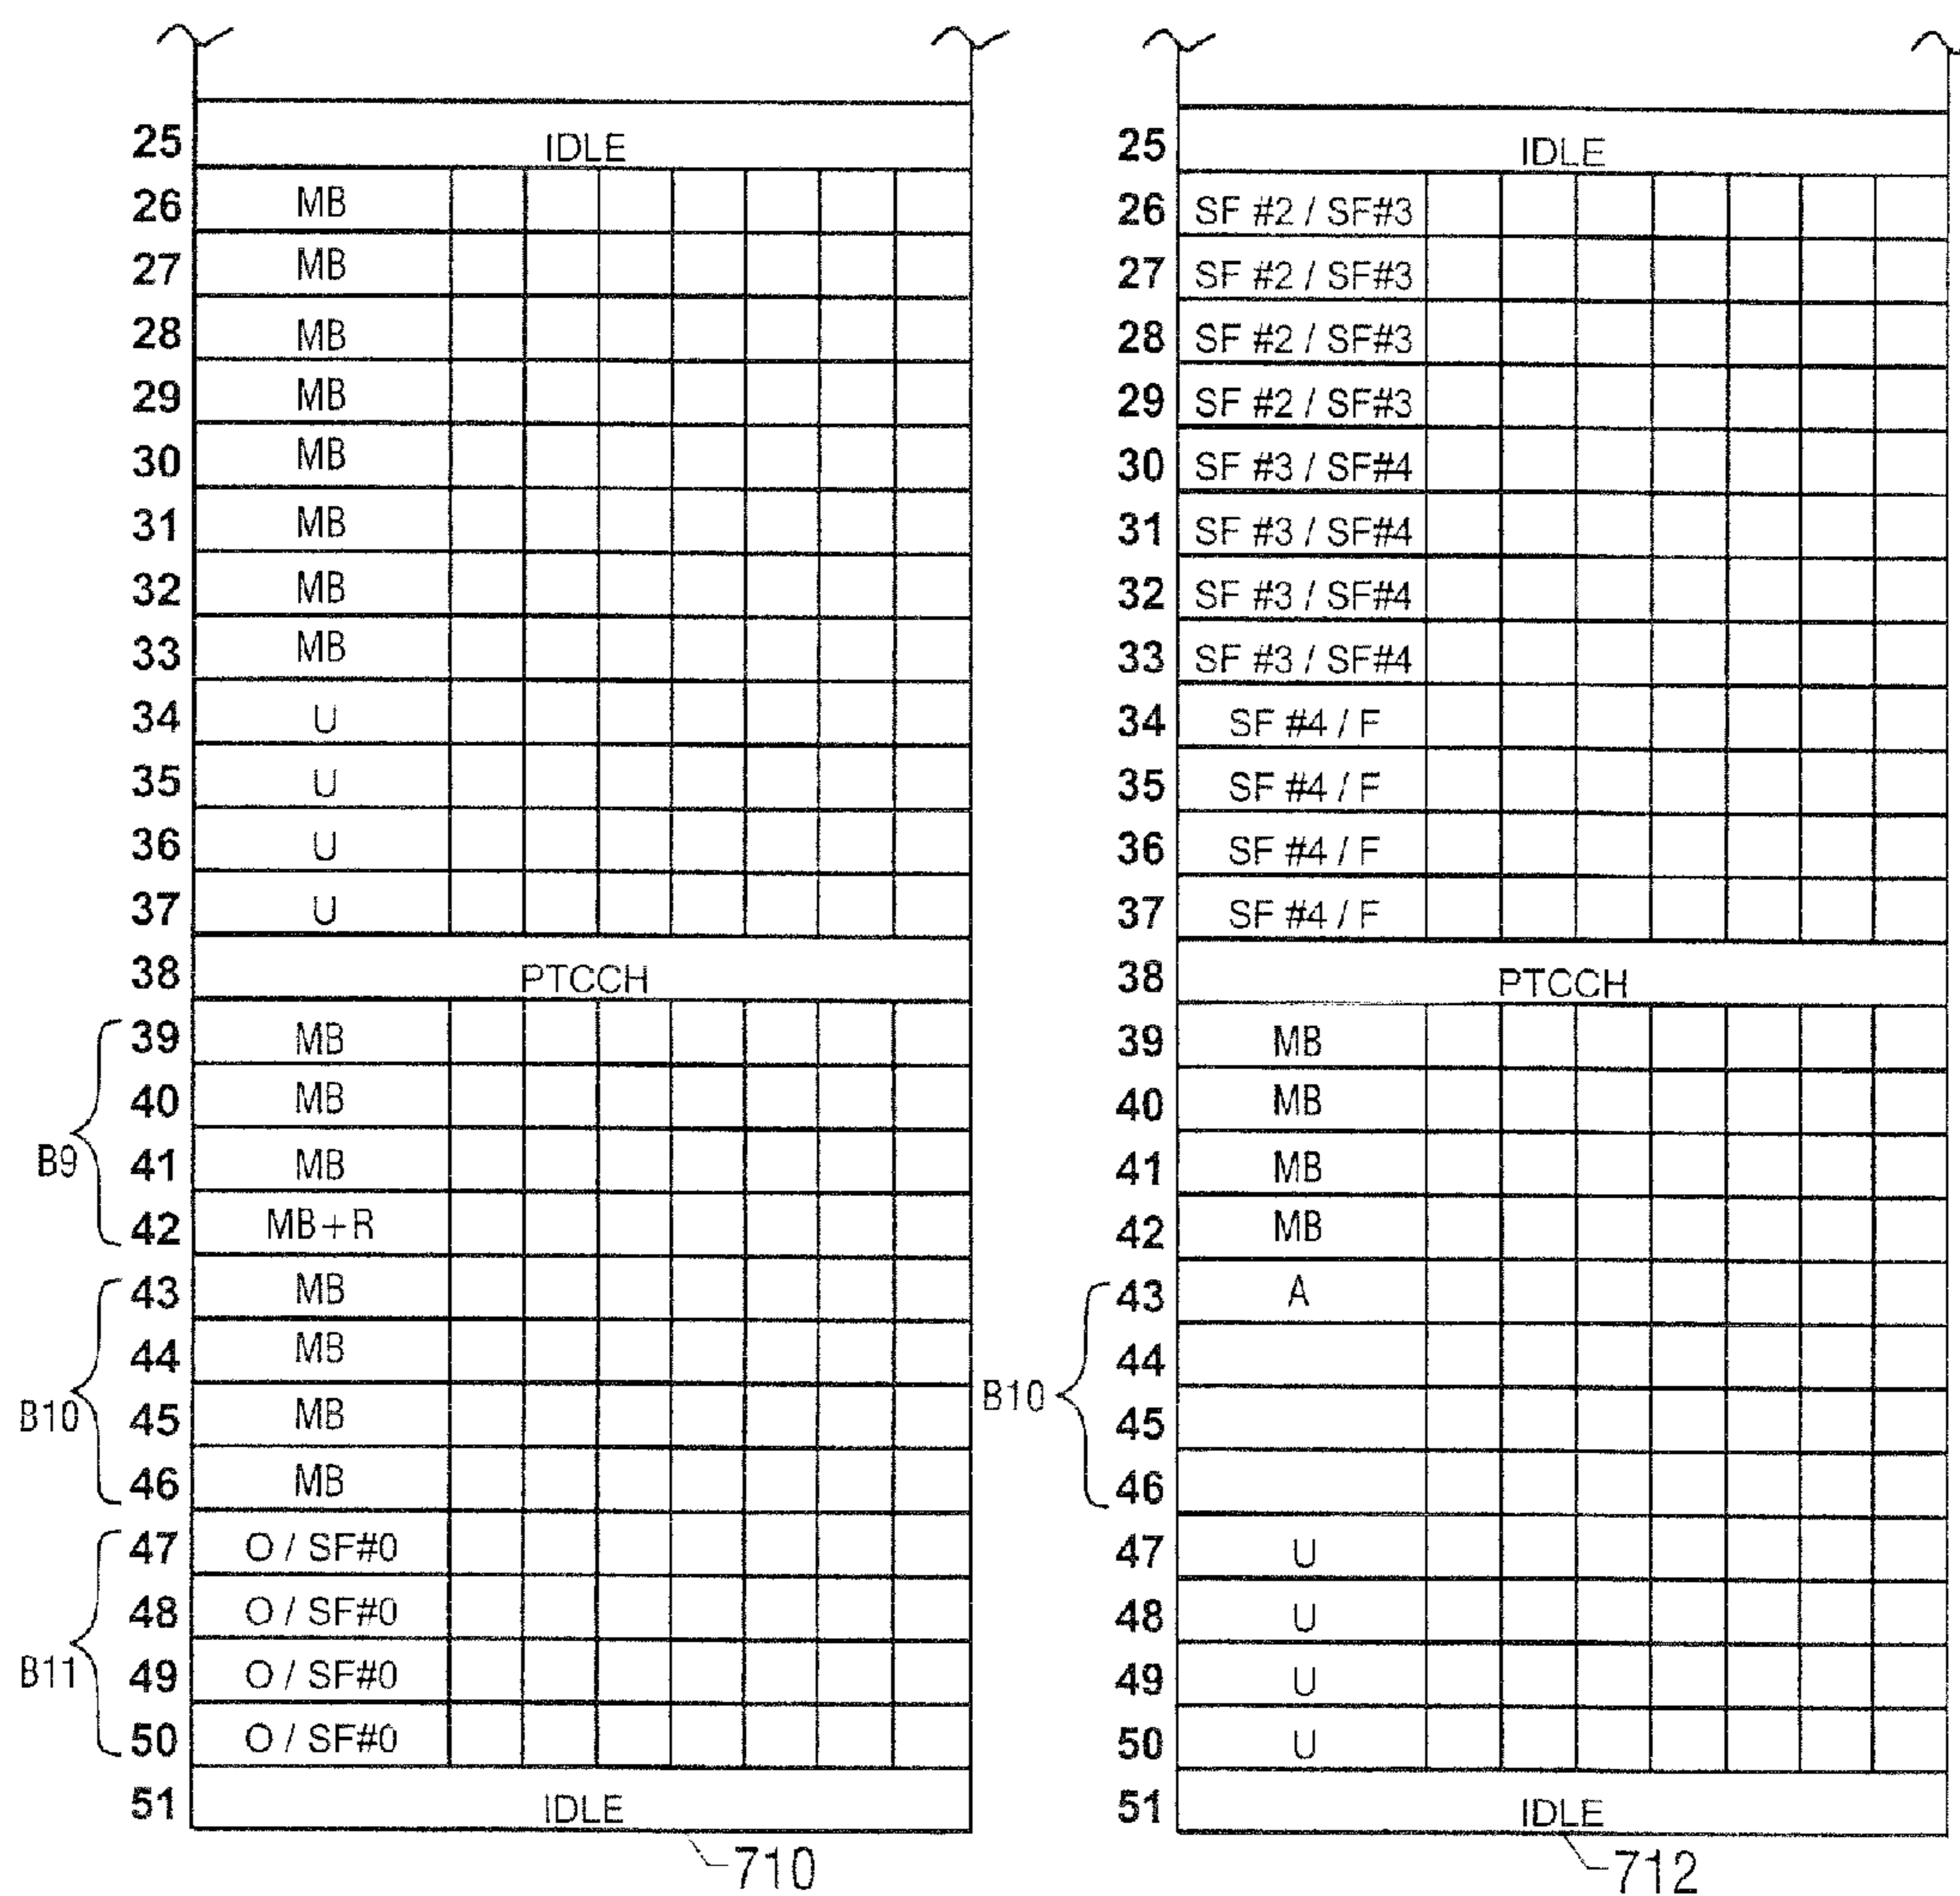 25 IDLE
26 MB
27 MB
28 MB
29 MB
30 MB
31 MB
32 MB
33 MB
34 U
35 U
36 U
37 U
38 PTCCH
39 MB
40 MB
B9 41 MB
42 MB+R
43 MB
44 MB
B10 45 MB
46 MB
47 O / SF#0
48 O / SF#0
B11 49 O / SF#0
50 O / SF#0
51 IDLE
710
25 IDLE
26 SF #2 / SF#3
27 SF #2 / SF#3
28 SF #2 / SF#3
29 SF #2 / SF#3
30 SF #3 / SF#4
31 SF #3 / SF#4
32 SF #3 / SF#4
33 SF #3 / SF#4
34 SF #4 / F
35 SF #4 / F
36 SF #4 / F
37 SF #4 / F
38 PTCCH
39 MB
40 MB
41 MB
42 MB
43 A
44
B10 45
46
47 U
48 U
49 U
50 U
51 IDLE
712